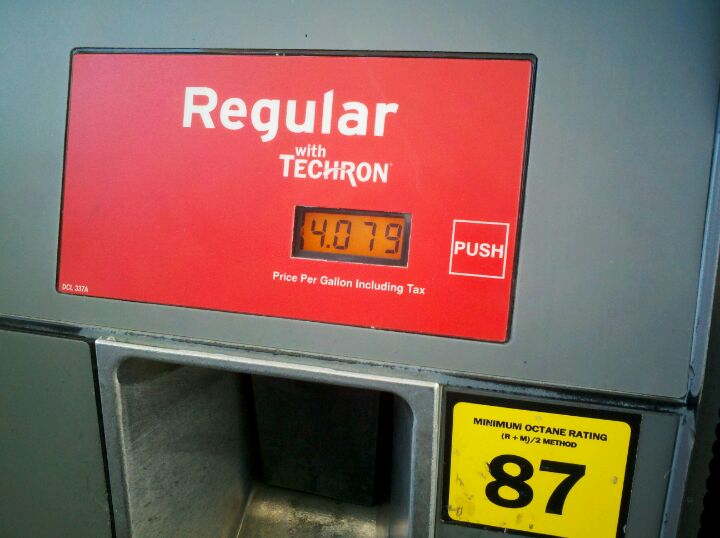 Regular
with
TECHRON
4.079
PUSH
Price Per Gallon Including Tax
DCL 337A
MINIMUM OCTANE RATING
(R + M)/2 METHOD
87